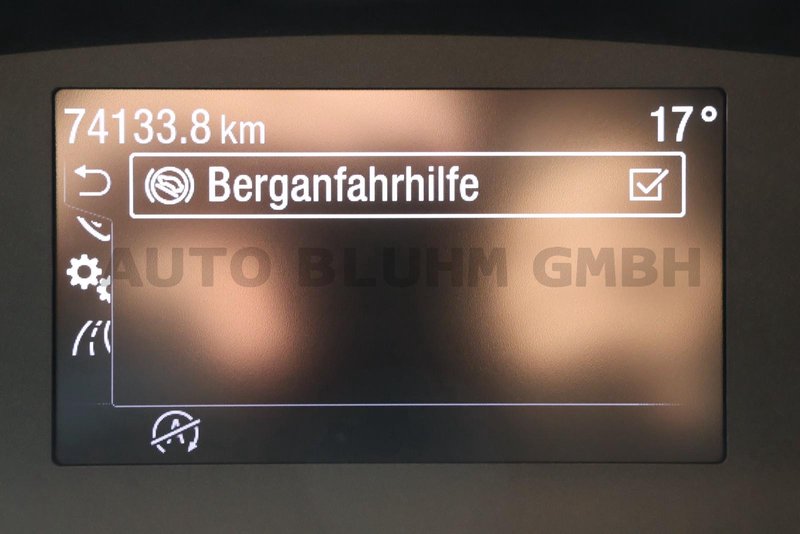 74133.8 km 17°
Berganfahrhilfe
AUTO BLUHM GMBH
A